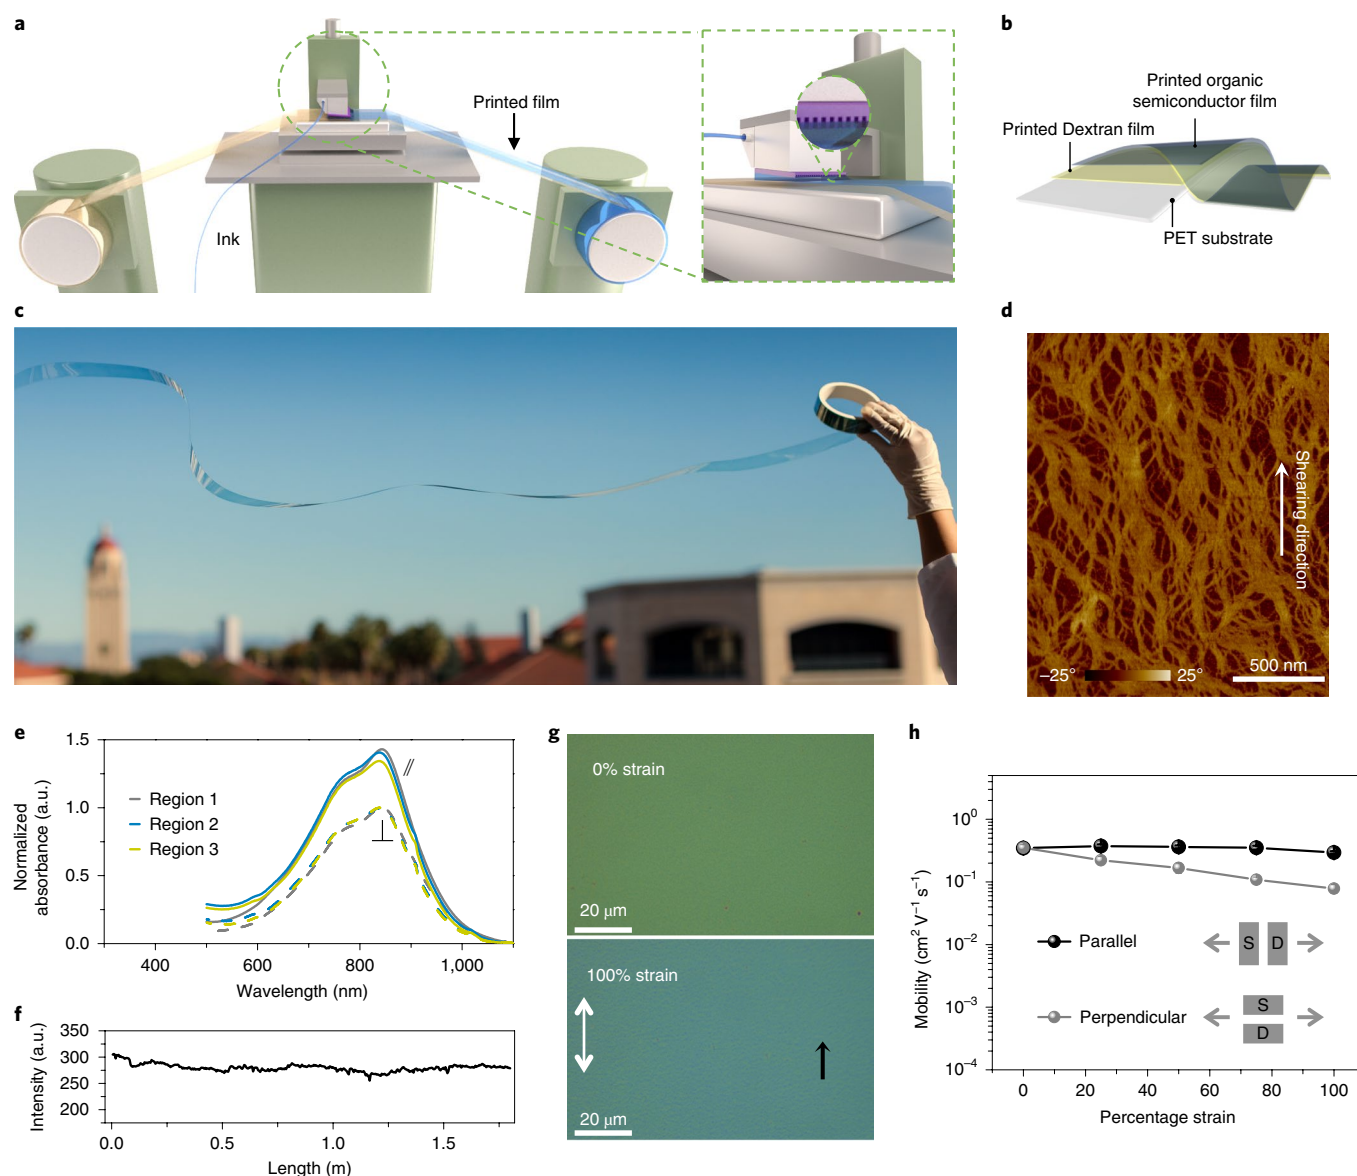 a
Printed film
Ink
b
Printed organic
semiconductor film
Printed Dextran film
PET substrate
c
d
Shearing direction
–25° 25°
500 nm
e
Normalized
absorbance (a.u.)
1.5
1.0
0.5
0.0
Region 1
Region 2
Region 3
//
⊥
400 600 800 1,000
Wavelength (nm)
f
Intensity (a.u.)
350
300
250
200
0.0 0.5 1.0 1.5
Length (m)
g
0% strain
20 μm
100% strain
20 μm
h
Mobility (cm² V⁻¹ s⁻¹)
10⁰
10⁻¹
10⁻²
10⁻³
10⁻⁴
Parallel
S D
Perpendicular
S
D
0 20 40 60 80 100
Percentage strain